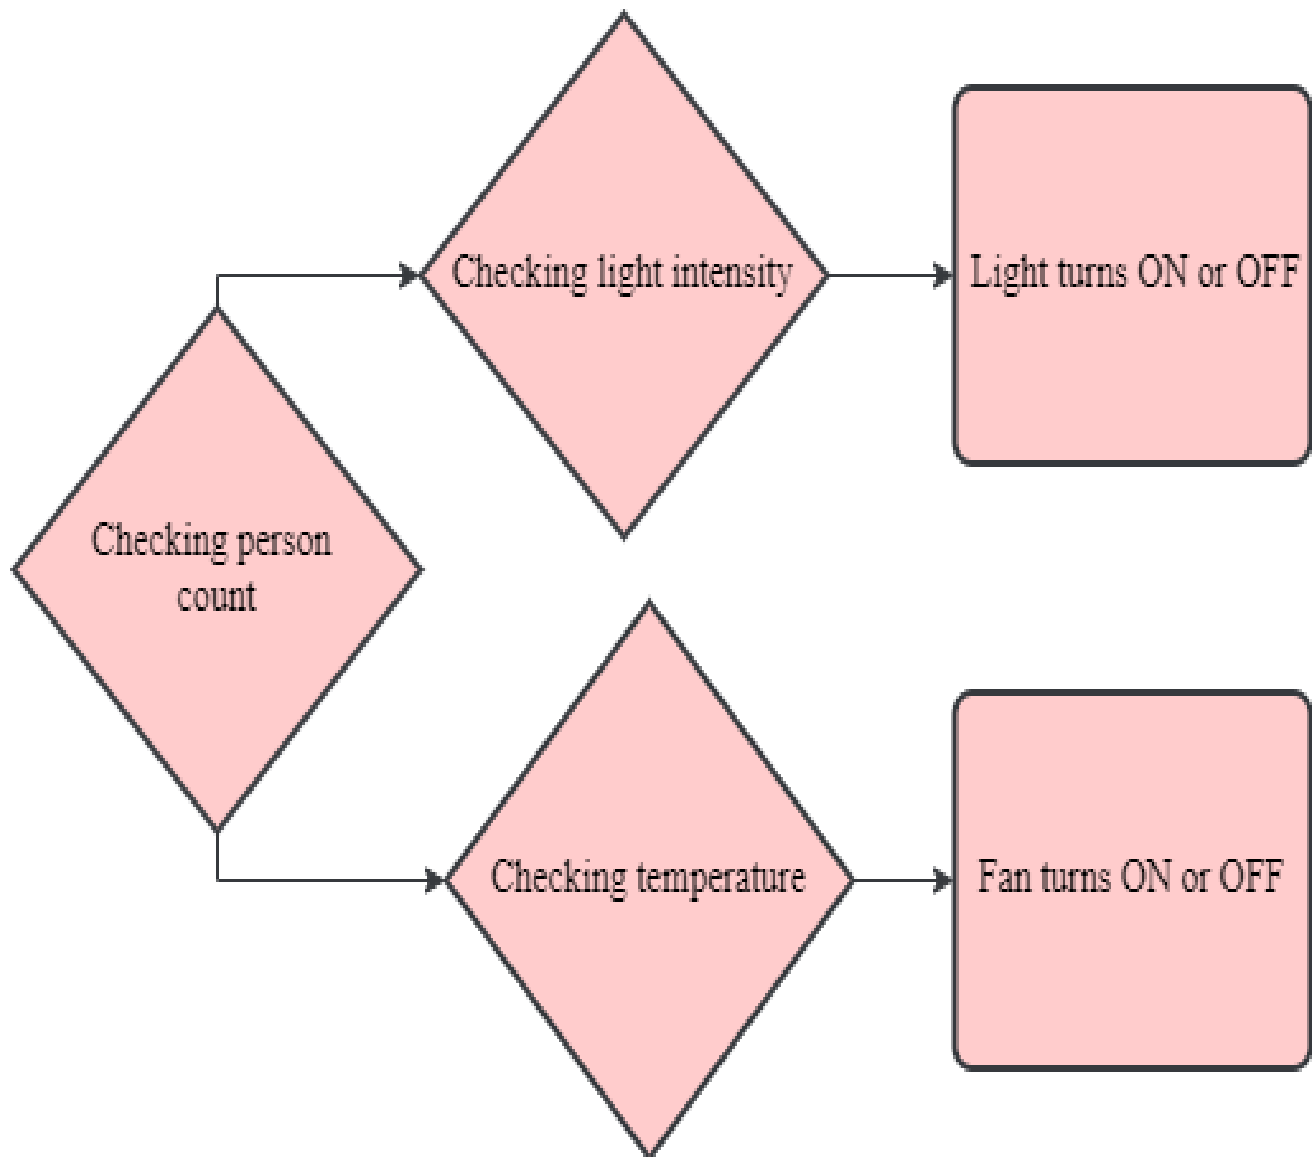 Checking light intensity
Light turns ON or OFF
Checking person
count
Checking temperature
Fan turns ON or OFF